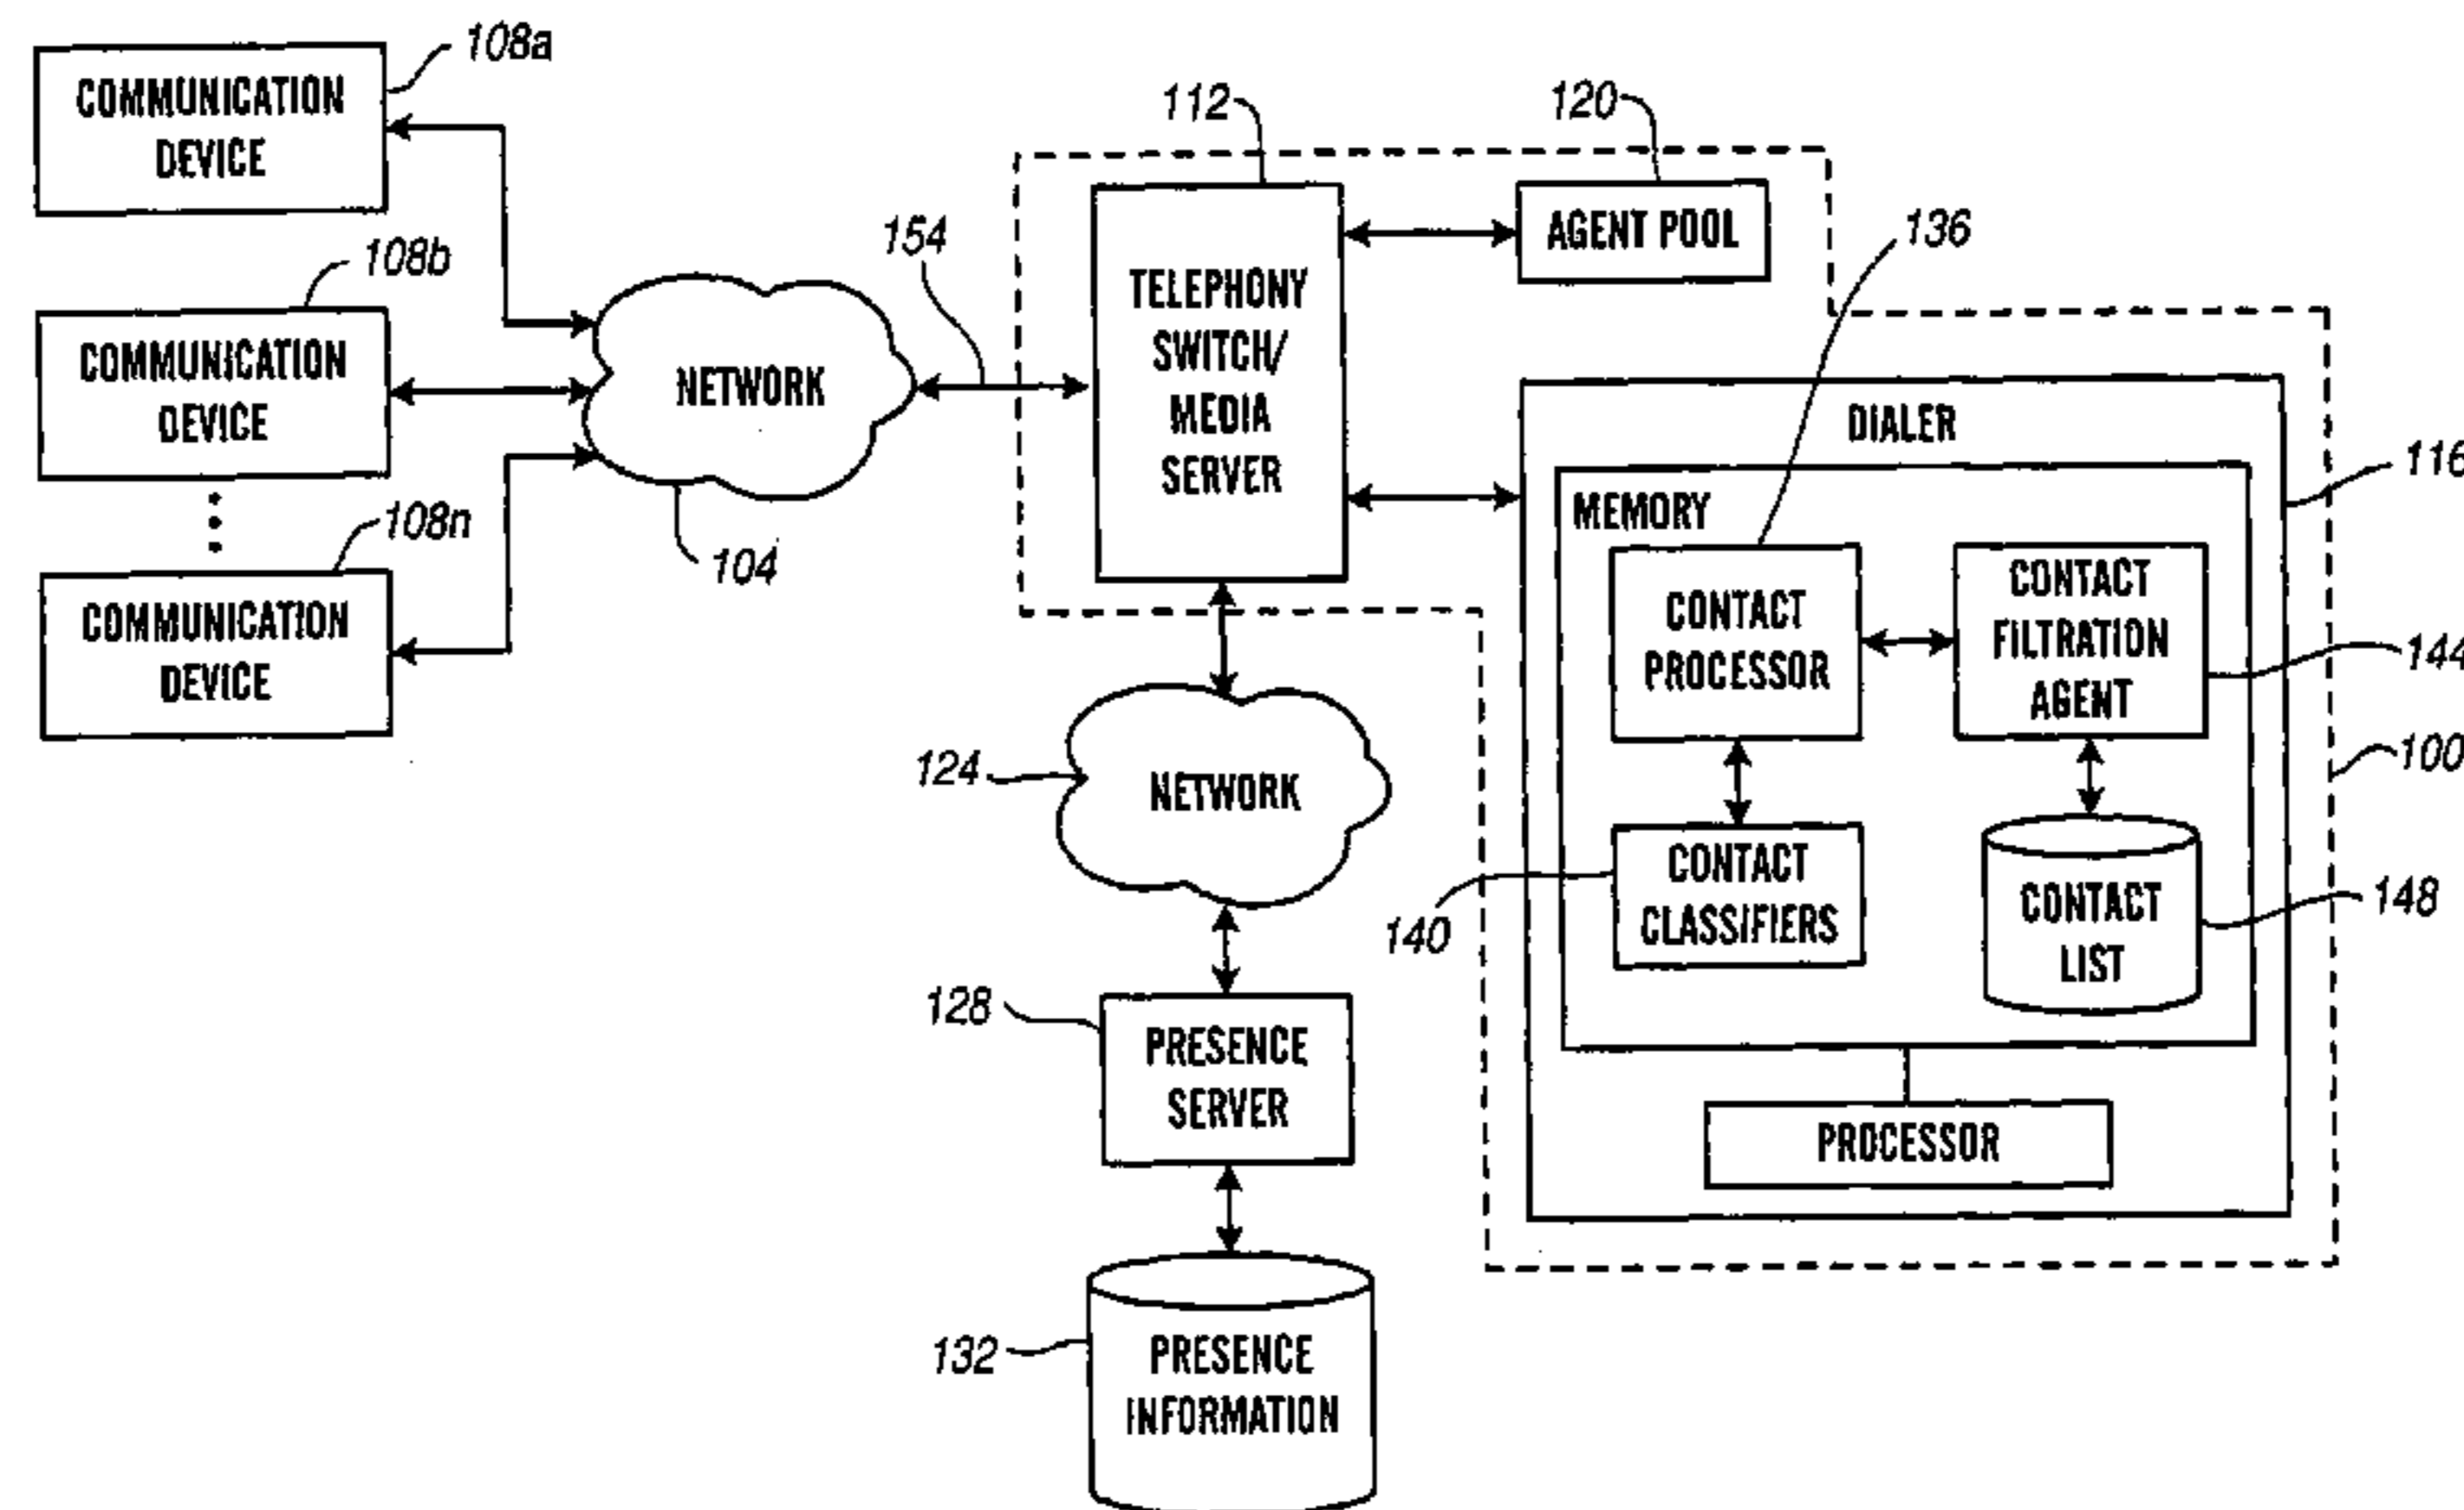 108a
COMMUNICATION
DEVICE
108b
COMMUNICATION
DEVICE
108n
COMMUNICATION
DEVICE
NETWORK
104
154
112
TELEPHONY
SWITCH/
MEDIA
SERVER
120
AGENT POOL
136
DIALER
116
MEMORY
CONTACT
PROCESSOR
CONTACT
FILTRATION
AGENT
144
100
140
CONTACT
CLASSIFIERS
CONTACT
LIST
148
PROCESSOR
124
NETWORK
128
PRESENCE
SERVER
132
PRESENCE
INFORMATION